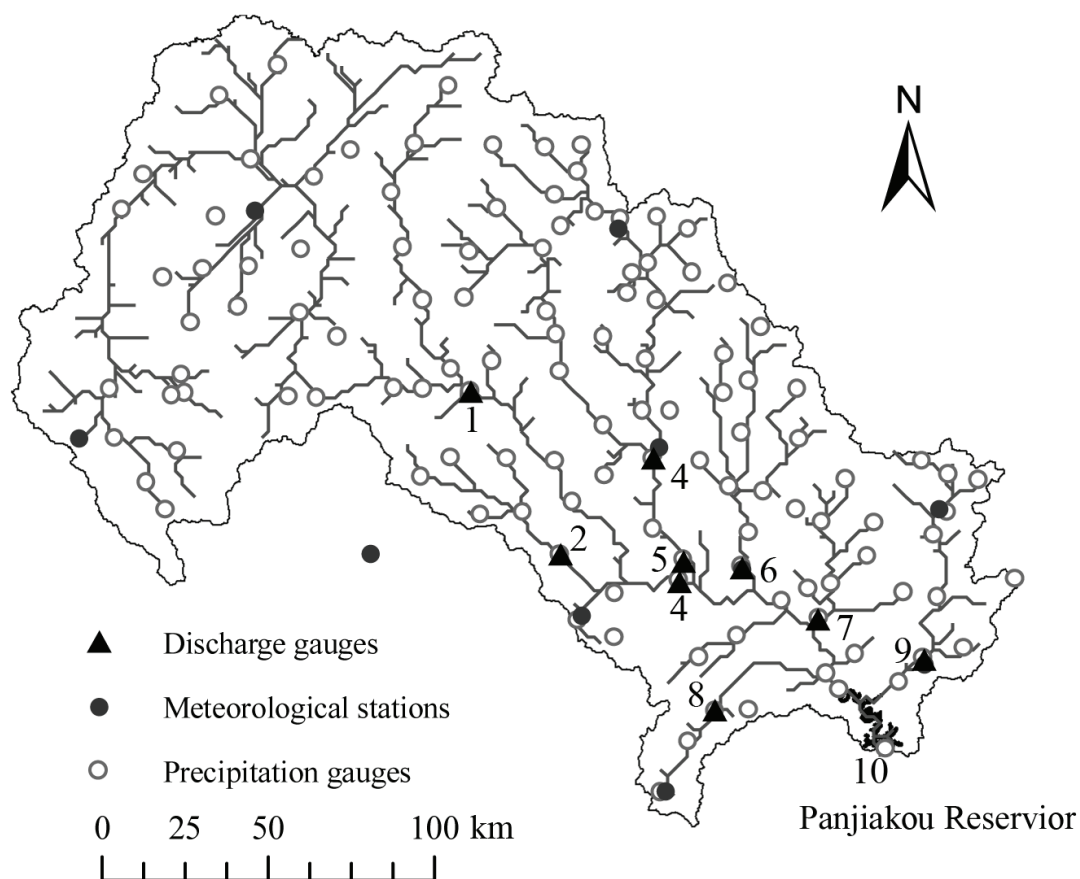 N
1
4
2
5
6
4
7
9
8
10
Panjiakou Reservior
Discharge gauges
Meteorological stations
Precipitation gauges
0 25 50 100 km